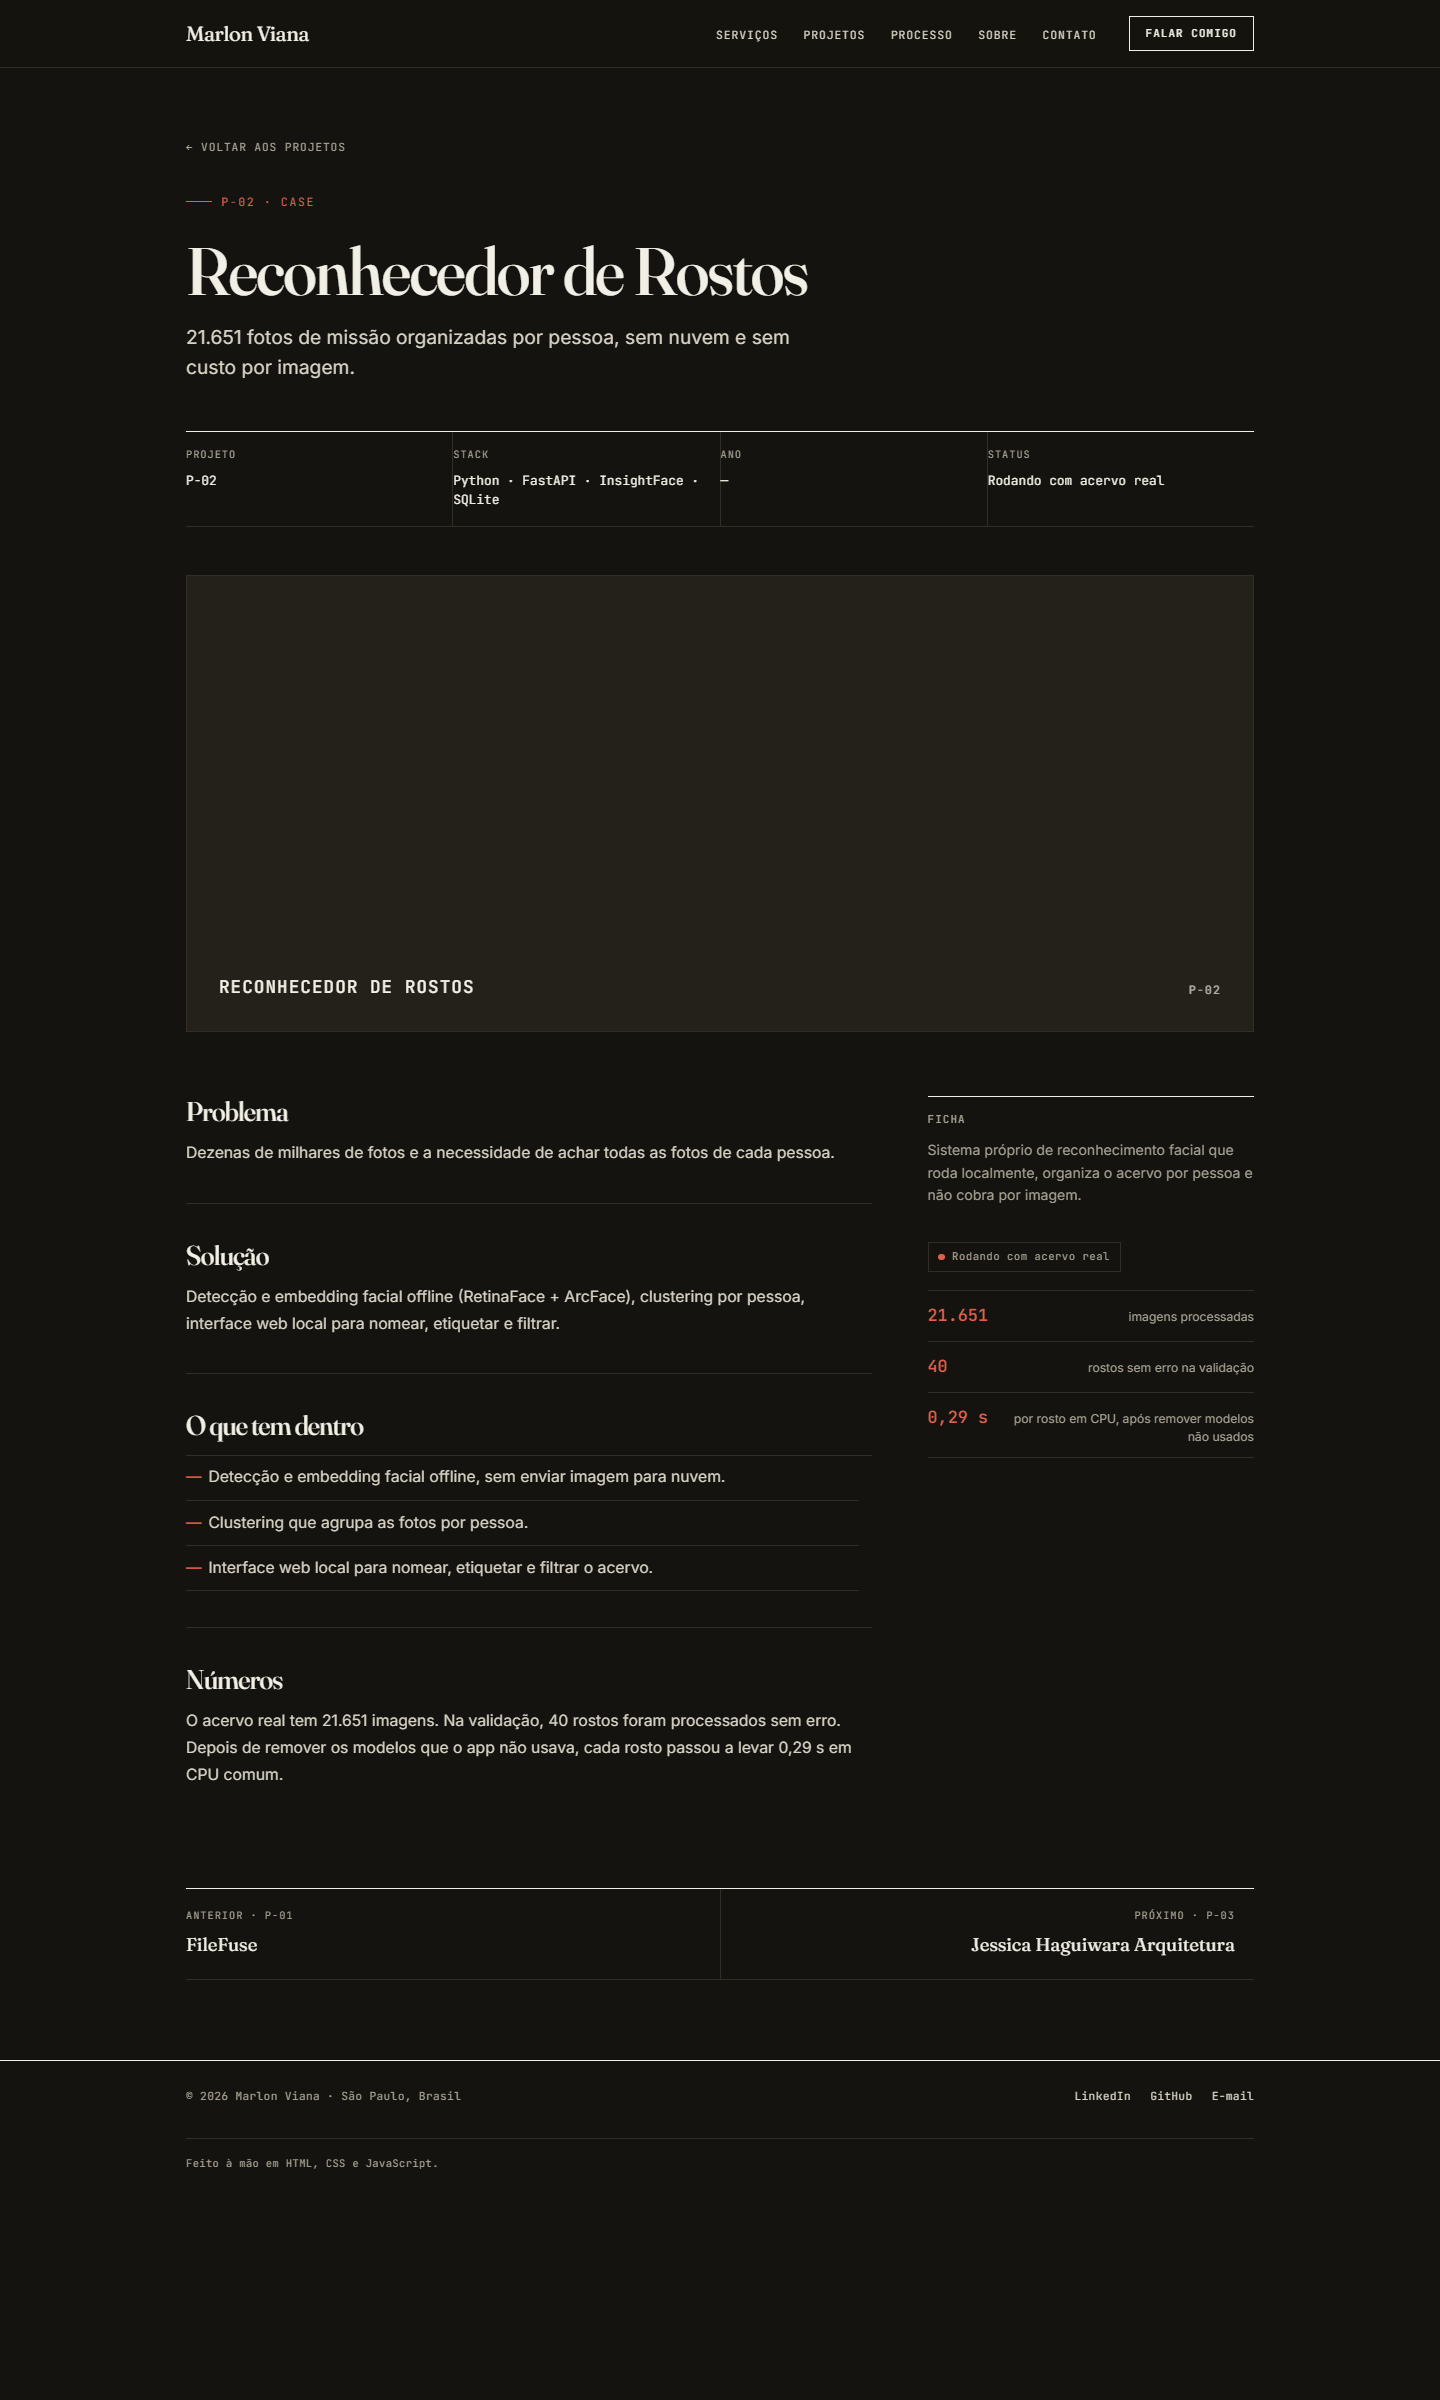 Marlon Viana
SERVIÇOS PROJETOS PROCESSO SOBRE CONTATO FALAR COMIGO
← VOLTAR AOS PROJETOS
P-02 · CASE
Reconhecedor de Rostos
21.651 fotos de missão organizadas por pessoa, sem nuvem e sem
custo por imagem.
PROJETO
P-02
STACK
Python · FastAPI · InsightFace ·
SQLite
ANO
—
STATUS
Rodando com acervo real
RECONHECEDOR DE ROSTOS
P-02
Problema
Dezenas de milhares de fotos e a necessidade de achar todas as fotos de cada pessoa.
Solução
Detecção e embedding facial offline (RetinaFace + ArcFace), clustering por pessoa,
interface web local para nomear, etiquetar e filtrar.
O que tem dentro
— Detecção e embedding facial offline, sem enviar imagem para nuvem.
— Clustering que agrupa as fotos por pessoa.
— Interface web local para nomear, etiquetar e filtrar o acervo.
Números
O acervo real tem 21.651 imagens. Na validação, 40 rostos foram processados sem erro.
Depois de remover os modelos que o app não usava, cada rosto passou a levar 0,29 s em
CPU comum.
FICHA
Sistema próprio de reconhecimento facial que
roda localmente, organiza o acervo por pessoa e
não cobra por imagem.
Rodando com acervo real
21.651 imagens processadas
40 rostos sem erro na validação
0,29 s por rosto em CPU, após remover modelos
não usados
ANTERIOR · P-01
FileFuse
PRÓXIMO · P-03
Jessica Haguiwara Arquitetura
© 2026 Marlon Viana · São Paulo, Brasil
LinkedIn GitHub E-mail
Feito à mão em HTML, CSS e JavaScript.